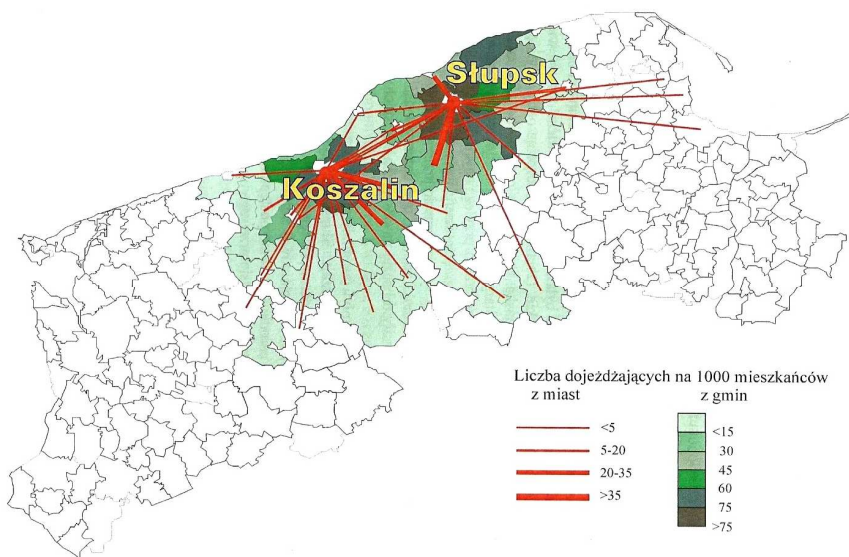 Słupsk
Koszalin
Liczba dojeżdżających na 1000 mieszkańców
z miast z gmin
<5
5-20
20-35
>35
<15
30
45
60
75
>75